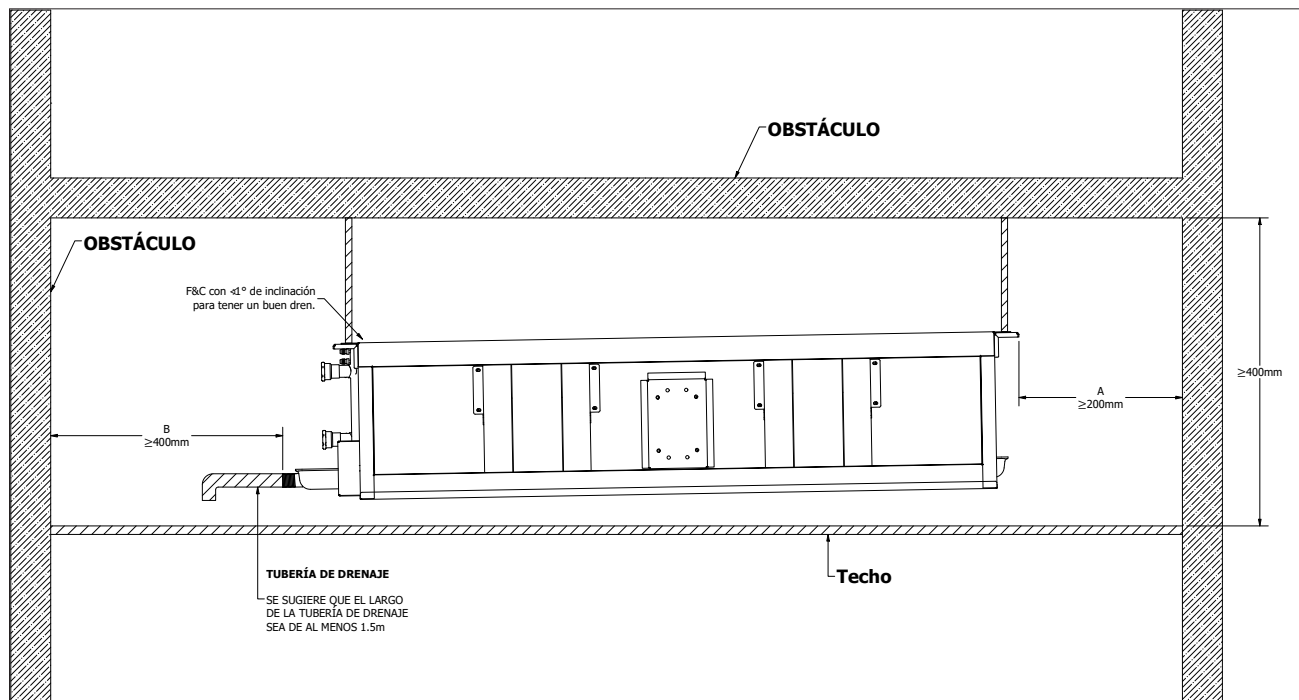 OBSTÁCULO
OBSTÁCULO
F&C con <1° de inclinación
para tener un buen dren.
≥400mm
A
≥200mm
B
≥400mm
TUBERÍA DE DRENAJE
SE SUGIERE QUE EL LARGO
DE LA TUBERÍA DE DRENAJE
SEA DE AL MENOS 1.5m
Techo